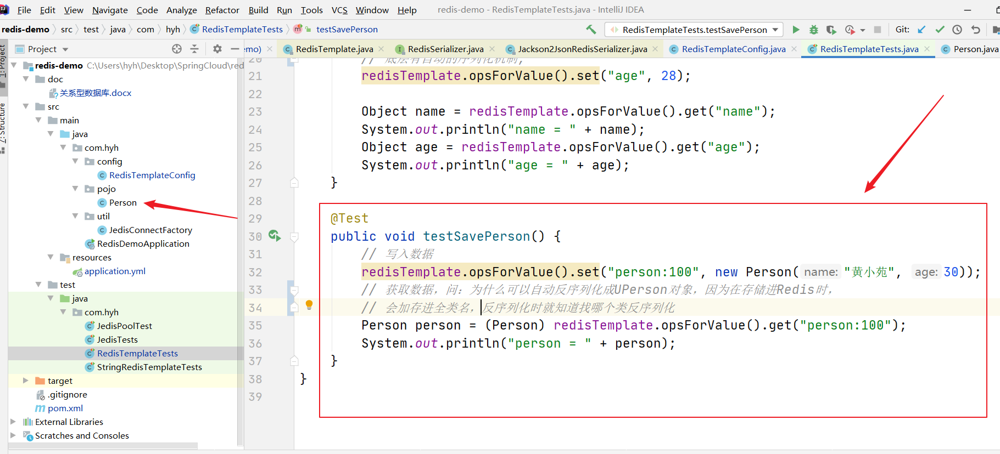 File Edit View Navigate Code Analyze Refactor Build Run Tools VCS Window Help redis-demo - RedisTemplateTests.java - IntelliJ IDEA
redis-demo src test java com hyh RedisTemplateTests testSavePerson RedisTemplateTests.testSavePerson Git:
Project
emo) RedisTemplate.java RedisSerializer.java Jackson2JsonRedisSerializer.java RedisTemplateConfig.java RedisTemplateTests.java Person.java
1: Project
7: Structure
redis-demo C:\Users\hyh\Desktop\SpringCloud\red
doc
关系型数据库.docx
src
main
java
com.hyh
config
RedisTemplateConfig
pojo
Person
util
JedisConnectFactory
RedisDemoApplication
resources
application.yml
test
java
com.hyh
JedisPoolTest
JedisTests
RedisTemplateTests
StringRedisTemplateTests
target
.gitignore
pom.xml
External Libraries
Scratches and Consoles
20 // 底层有自动的序列化机制;
21 redisTemplate.opsForValue().set("age", 28);
22
23 Object name = redisTemplate.opsForValue().get("name");
24 System.out.println("name = " + name);
25 Object age = redisTemplate.opsForValue().get("age");
26 System.out.println("age = " + age);
27 }
28
29 @Test
30 public void testSavePerson() {
31 // 写入数据
32 redisTemplate.opsForValue().set("person:100", new Person( name: "黄小苑", age: 30));
33 // 获取数据，问：为什么可以自动反序列化成UPerson对象，因为在存储进Redis时，
34 // 会加存进全类名，反序列化时就知道找哪个类反序列化
35 Person person = (Person) redisTemplate.opsForValue().get("person:100");
36 System.out.println("person = " + person);
37 }
38 }
39